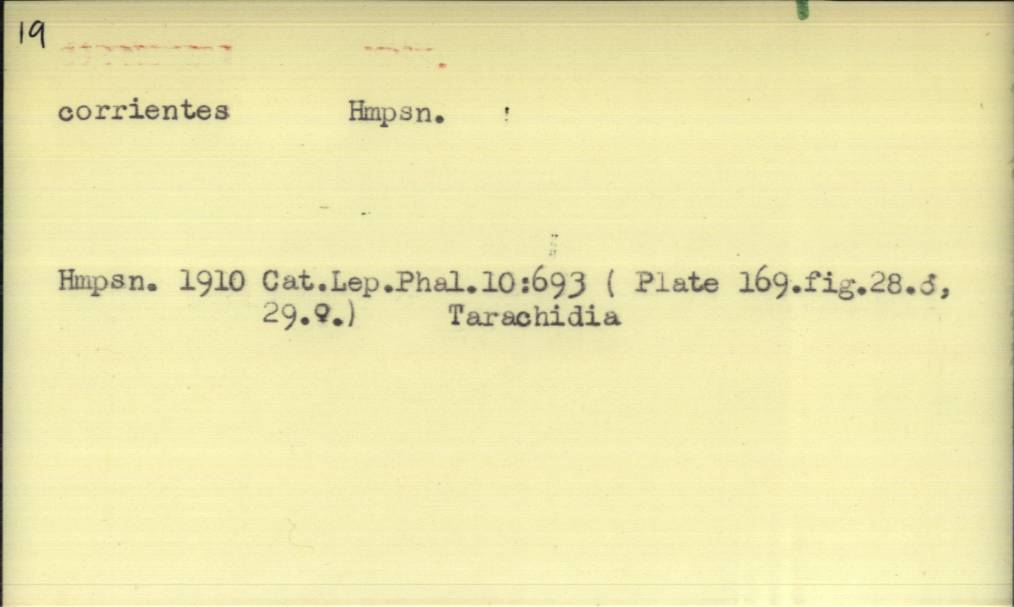 19
corrientes Hmpsn. !
Hmpsn. 1910 Cat.Lep.Phal.10:693 ( Plate 169.fig.28.♂,
29.♀.) Tarachidia